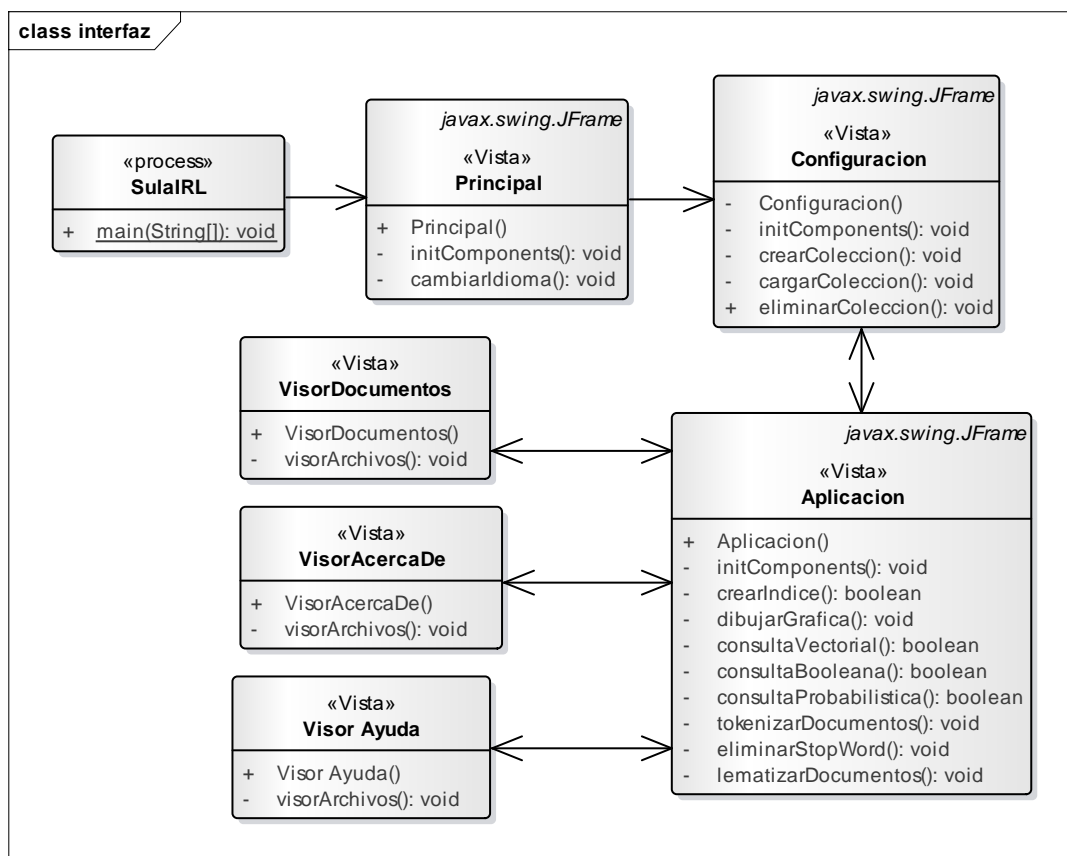 class interfaz
«process»
SulaIRL
+ main(String[]): void
javax.swing.JFrame
«Vista»
Principal
+ Principal()
- initComponents(): void
- cambiarIdioma(): void
javax.swing.JFrame
«Vista»
Configuracion
- Configuracion()
- initComponents(): void
- crearColeccion(): void
- cargarColeccion(): void
+ eliminarColeccion(): void
«Vista»
VisorDocumentos
+ VisorDocumentos()
- visorArchivos(): void
«Vista»
VisorAcercaDe
+ VisorAcercaDe()
- visorArchivos(): void
«Vista»
Visor Ayuda
+ Visor Ayuda()
- visorArchivos(): void
javax.swing.JFrame
«Vista»
Aplicacion
+ Aplicacion()
- initComponents(): void
- crearIndice(): boolean
- dibujarGrafica(): void
- consultaVectorial(): boolean
- consultaBooleana(): boolean
- consultaProbabilistica(): boolean
- tokenizarDocumentos(): void
- eliminarStopWord(): void
- lematizarDocumentos(): void